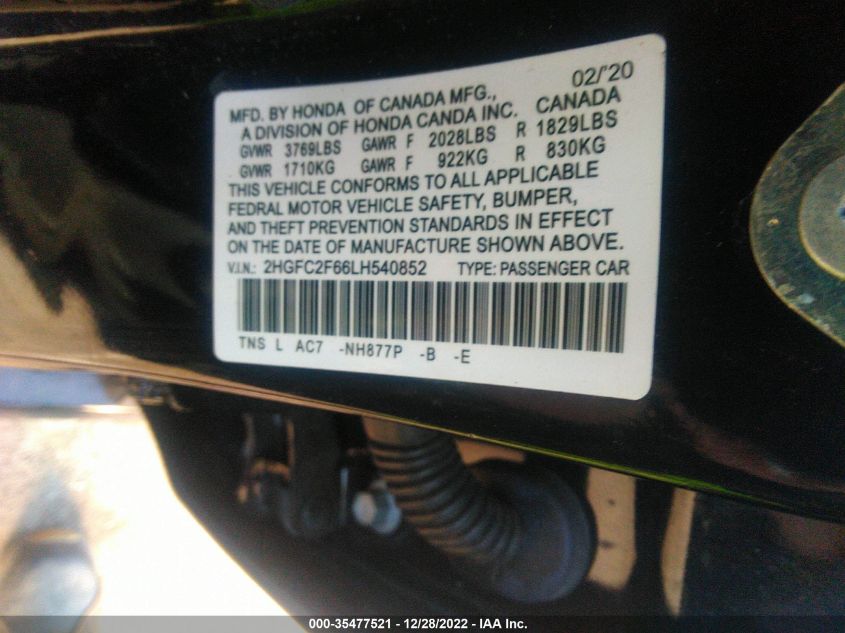 02/'20
MFD. BY HONDA OF CANADA MFG.,
A DIVISION OF HONDA CANDA INC. CANADA
GVWR 3769LBS GAWR F 2028LBS R 1829LBS
GVWR 1710KG GAWR F 922KG R 830KG
THIS VEHICLE CONFORMS TO ALL APPLICABLE
FEDRAL MOTOR VEHICLE SAFETY, BUMPER,
AND THEFT PREVENTION STANDARDS IN EFFECT
ON THE DATE OF MANUFACTURE SHOWN ABOVE.
V.I.N.: 2HGFC2F66LH540852 TYPE: PASSENGER CAR
TNS L AC7 -NH877P -B -E
000-35477521 - 12/28/2022 - IAA Inc.